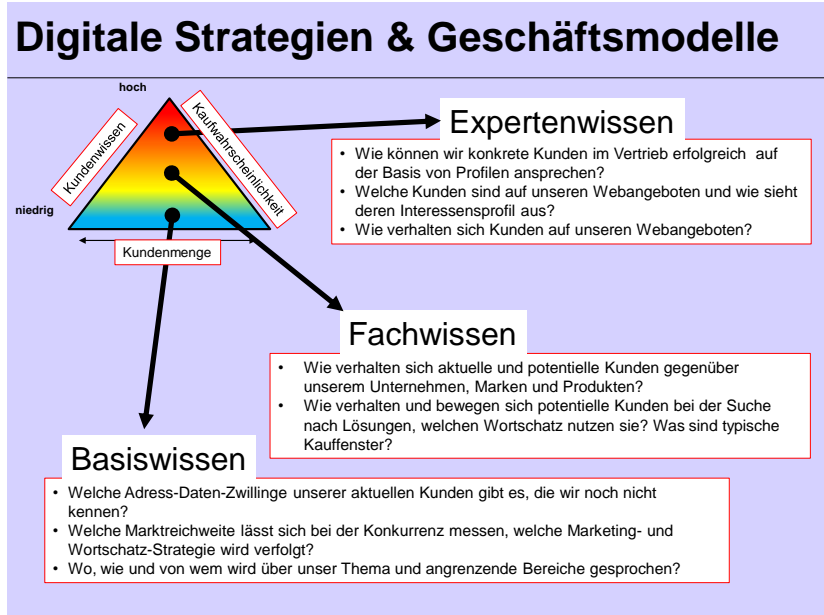 Digitale Strategien & Geschäftsmodelle
hoch
Kundenwissen
Kaufwahrscheinlichkeit
niedrig
Kundenmenge
Expertenwissen
• Wie können wir konkrete Kunden im Vertrieb erfolgreich auf
der Basis von Profilen ansprechen?
• Welche Kunden sind auf unseren Webangeboten und wie sieht
deren Interessensprofil aus?
• Wie verhalten sich Kunden auf unseren Webangeboten?
Fachwissen
• Wie verhalten sich aktuelle und potentielle Kunden gegenüber
unserem Unternehmen, Marken und Produkten?
• Wie verhalten und bewegen sich potentielle Kunden bei der Suche
nach Lösungen, welchen Wortschatz nutzen sie? Was sind typische
Kauffenster?
Basiswissen
• Welche Adress-Daten-Zwillinge unserer aktuellen Kunden gibt es, die wir noch nicht
kennen?
• Welche Marktreichweite lässt sich bei der Konkurrenz messen, welche Marketing- und
Wortschatz-Strategie wird verfolgt?
• Wo, wie und von wem wird über unser Thema und angrenzende Bereiche gesprochen?